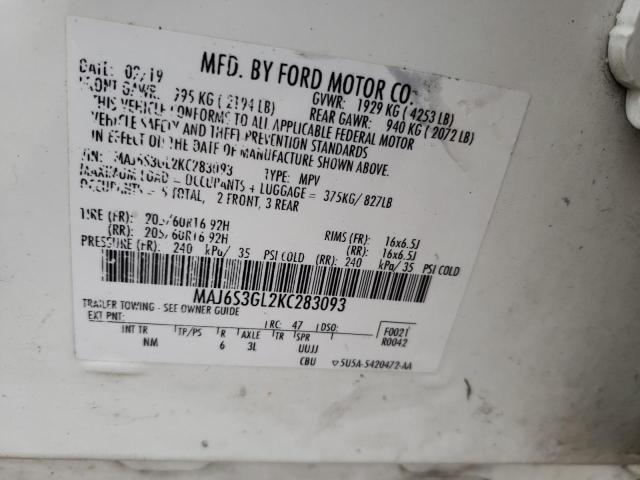 MFD. BY FORD MOTOR CO.
DATE: 09/19 GVWR: 1929 KG ( 4253 LB)
FRONT GAWR: 995 KG ( 2194 LB) REAR GAWR: 940 KG ( 2072 LB)
THIS VEHICLE CONFORMS TO ALL APPLICABLE FEDERAL MOTOR
VEHICLE SAFETY AND THEFT PREVENTION STANDARDS
IN EFFECT ON THE DATE OF MANUFACTURE SHOWN ABOVE.
VIN: MAJ6S3GL2KC283093 TYPE: MPV
MAXIMUM LOAD = OCCUPANTS + LUGGAGE = 375KG/ 827LB
OCCUPANTS = 5 TOTAL, 2 FRONT, 3 REAR
TIRE (FR): 205/60R16 92H RIMS (FR): 16x6.5J
(RR): 205/60R16 92H (RR): 16x6.5J
PRESSURE (FR): 240 kPa/ 35 PSI COLD (RR): 240 kPa/ 35 PSI COLD
MAJ6S3GL2KC283093
TRAILER TOWING - SEE OWNER GUIDE
EXT PNT: RC: 47 F0021
INT TR TP/PS R AXLE TR SPR R0042
NM 6 3L UUJJ
CBU ▽5U5A-5420472-AA